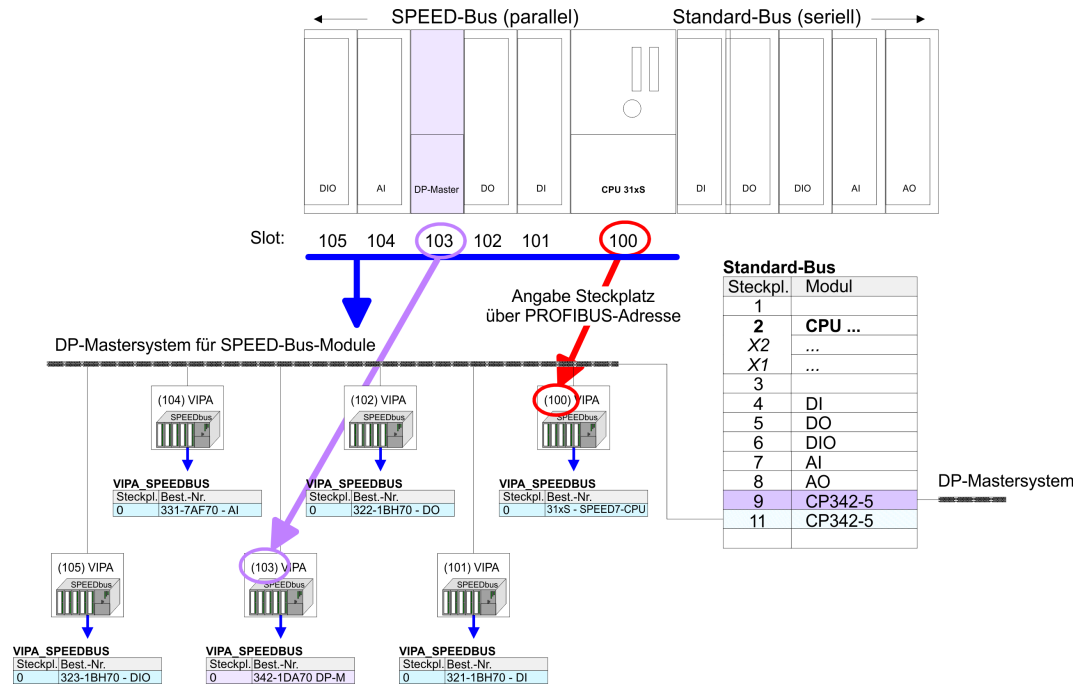 SPEED-Bus (parallel) Standard-Bus (seriell)
DIO AI DP-Master DO DI CPU 31xS DI DO DIO AI AO
Slot: 105 104 103 102 101 100
Angabe Steckplatz
über PROFIBUS-Adresse
Standard-Bus
Steckpl. Modul
1
2 CPU ...
X2 ...
X1 ...
3
4 DI
5 DO
6 DIO
7 AI
8 AO
9 CP342-5
11 CP342-5
DP-Mastersystem
DP-Mastersystem für SPEED-Bus-Module
(104) VIPA
SPEEDbus
VIPA_SPEEDBUS
Steckpl. Best.-Nr.
0 331-7AF70 - AI
(102) VIPA
SPEEDbus
VIPA_SPEEDBUS
Steckpl. Best.-Nr.
0 322-1BH70 - DO
(100) VIPA
SPEEDbus
VIPA_SPEEDBUS
Steckpl. Best.-Nr.
0 31xS - SPEED7-CPU
(105) VIPA
SPEEDbus
VIPA_SPEEDBUS
Steckpl. Best.-Nr.
0 323-1BH70 - DIO
(103) VIPA
SPEEDbus
VIPA_SPEEDBUS
Steckpl. Best.-Nr.
0 342-1DA70 DP-M
(101) VIPA
SPEEDbus
VIPA_SPEEDBUS
Steckpl. Best.-Nr.
0 321-1BH70 - DI